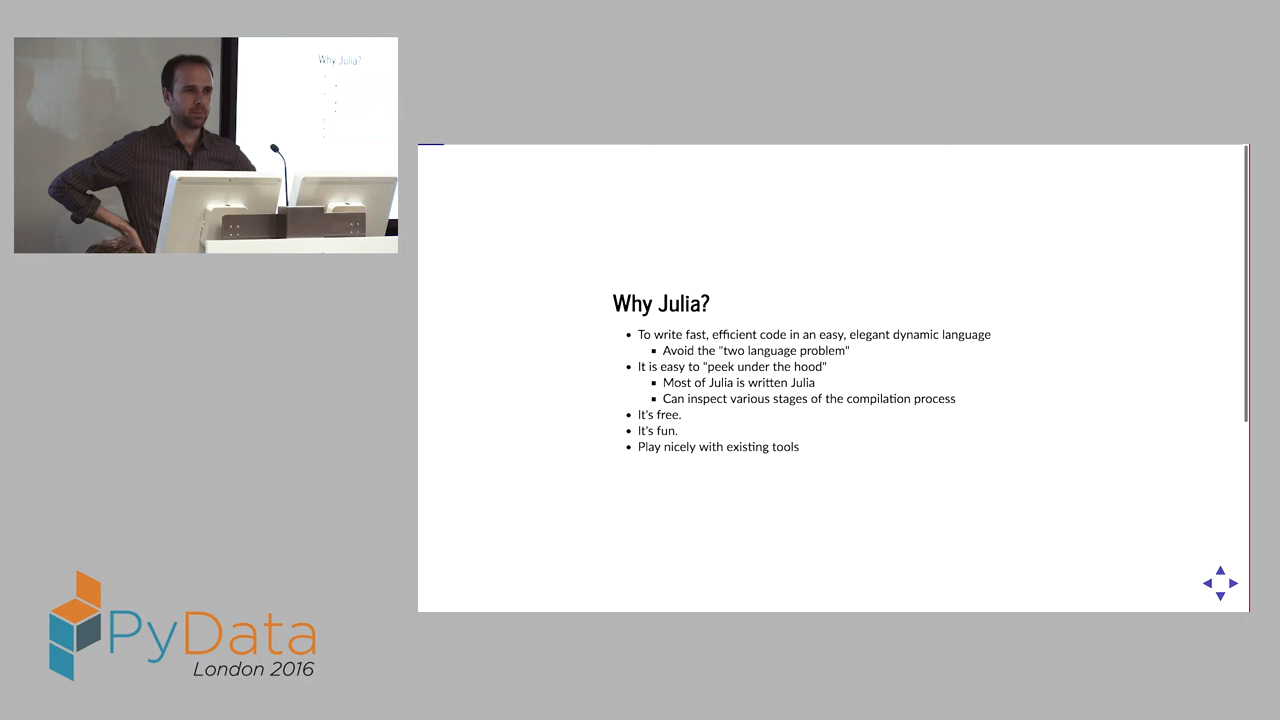 Why Julia?
Why Julia?
To write fast, efficient code in an easy, elegant dynamic language
Avoid the "two language problem"
It is easy to "peek under the hood"
Most of Julia is written Julia
Can inspect various stages of the compilation process
It's free.
It's fun.
Play nicely with existing tools
PyData
London 2016